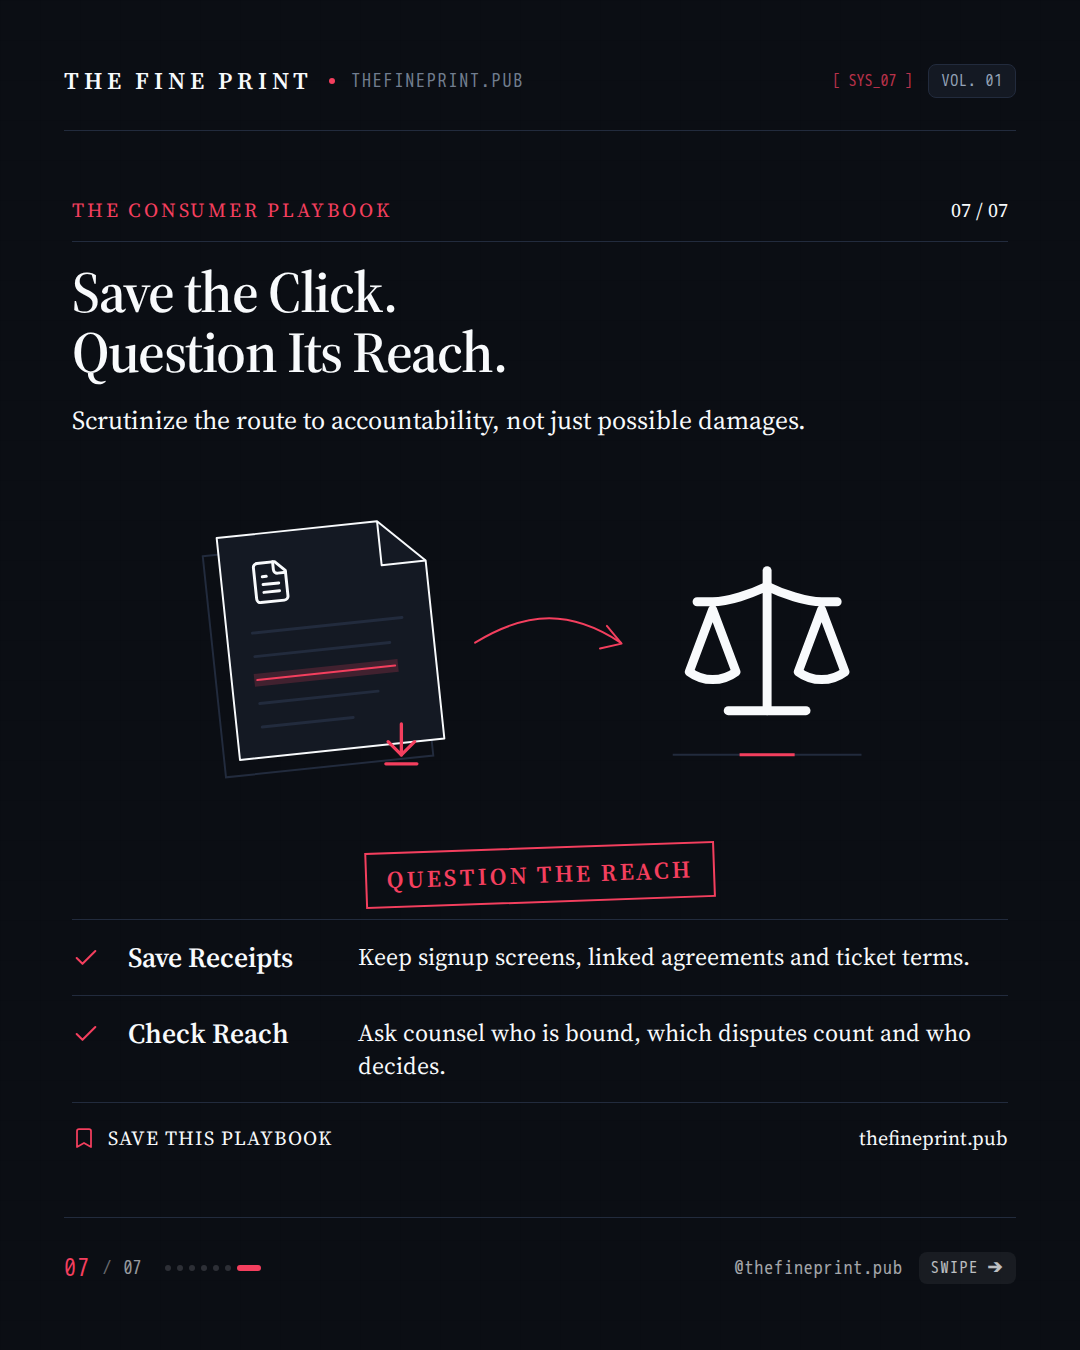 THE FINE PRINT • THEFINEPRINT.PUB
[ SYS_07 ]
VOL. 01
THE CONSUMER PLAYBOOK
07 / 07
Save the Click.
Question Its Reach.
Scrutinize the route to accountability, not just possible damages.
QUESTION THE REACH
Save Receipts
Keep signup screens, linked agreements and ticket terms.
Check Reach
Ask counsel who is bound, which disputes count and who
decides.
SAVE THIS PLAYBOOK
thefineprint.pub
07 / 07
@thefineprint.pub
SWIPE ➔